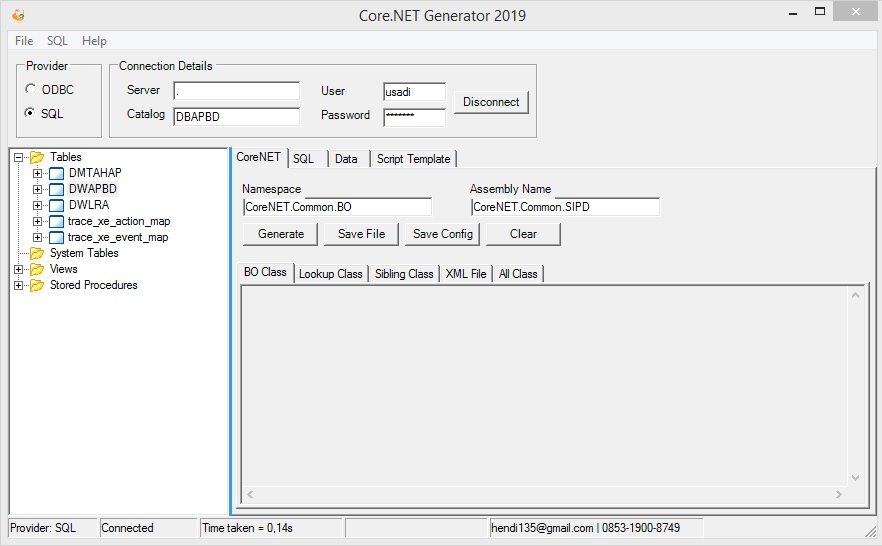 Core.NET Generator 2019
File SQL Help
Provider
ODBC
SQL
Connection Details
Server .
Catalog DBAPBD
User usadi
Password *******
Disconnect
Tables
DMTAHAP
DWAPBD
DWLRA
trace_xe_action_map
trace_xe_event_map
System Tables
Views
Stored Procedures
CoreNET SQL Data Script Template
Namespace
CoreNET.Common.BO
Assembly Name
CoreNET.Common.SIPD
Generate Save File Save Config Clear
BO Class Lookup Class Sibling Class XML File All Class
Provider: SQL Connected Time taken = 0,14s hendi135@gmail.com | 0853-1900-8749